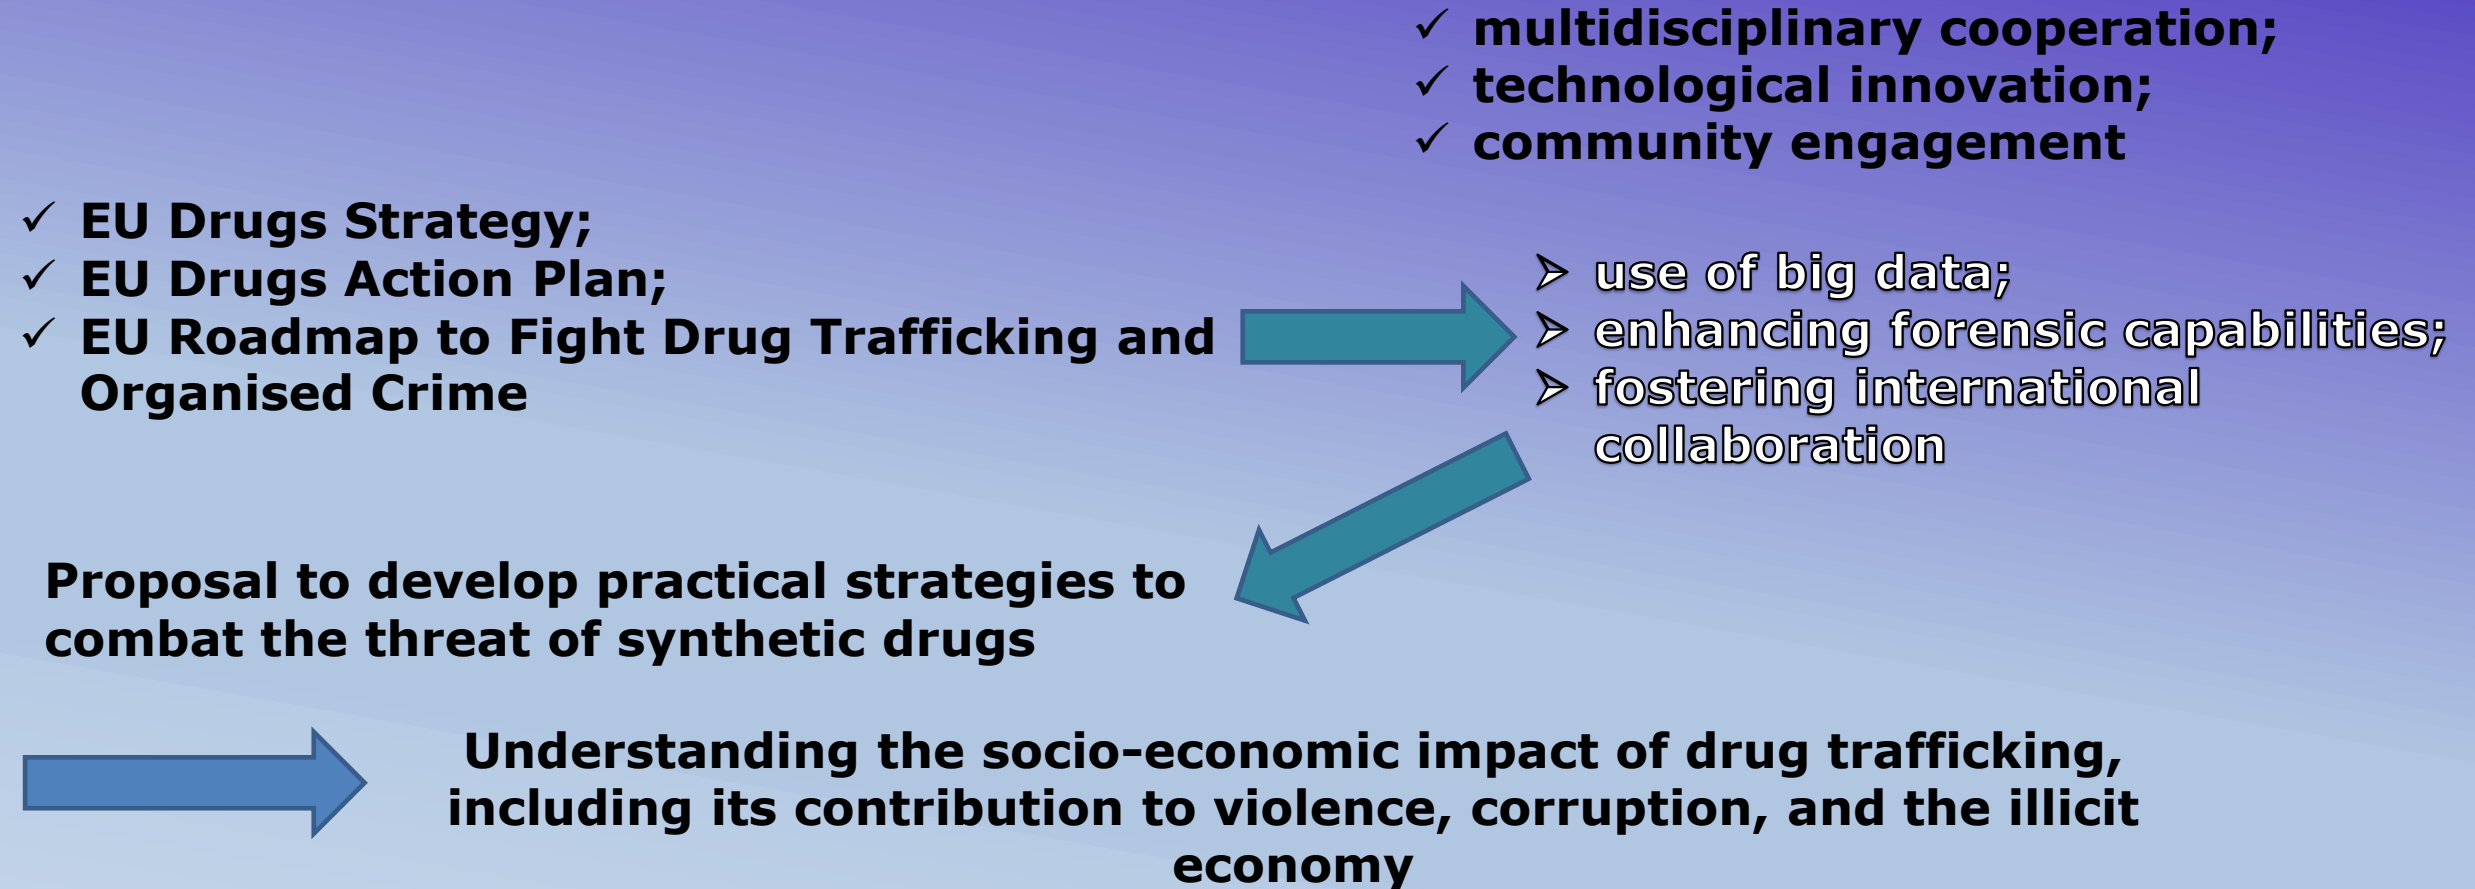 ✓ multidisciplinary cooperation;
✓ technological innovation;
✓ community engagement
✓ EU Drugs Strategy;
✓ EU Drugs Action Plan;
✓ EU Roadmap to Fight Drug Trafficking and
Organised Crime
➢ use of big data;
➢ enhancing forensic capabilities;
➢ fostering international
collaboration
Proposal to develop practical strategies to
combat the threat of synthetic drugs
Understanding the socio-economic impact of drug trafficking,
including its contribution to violence, corruption, and the illicit
economy